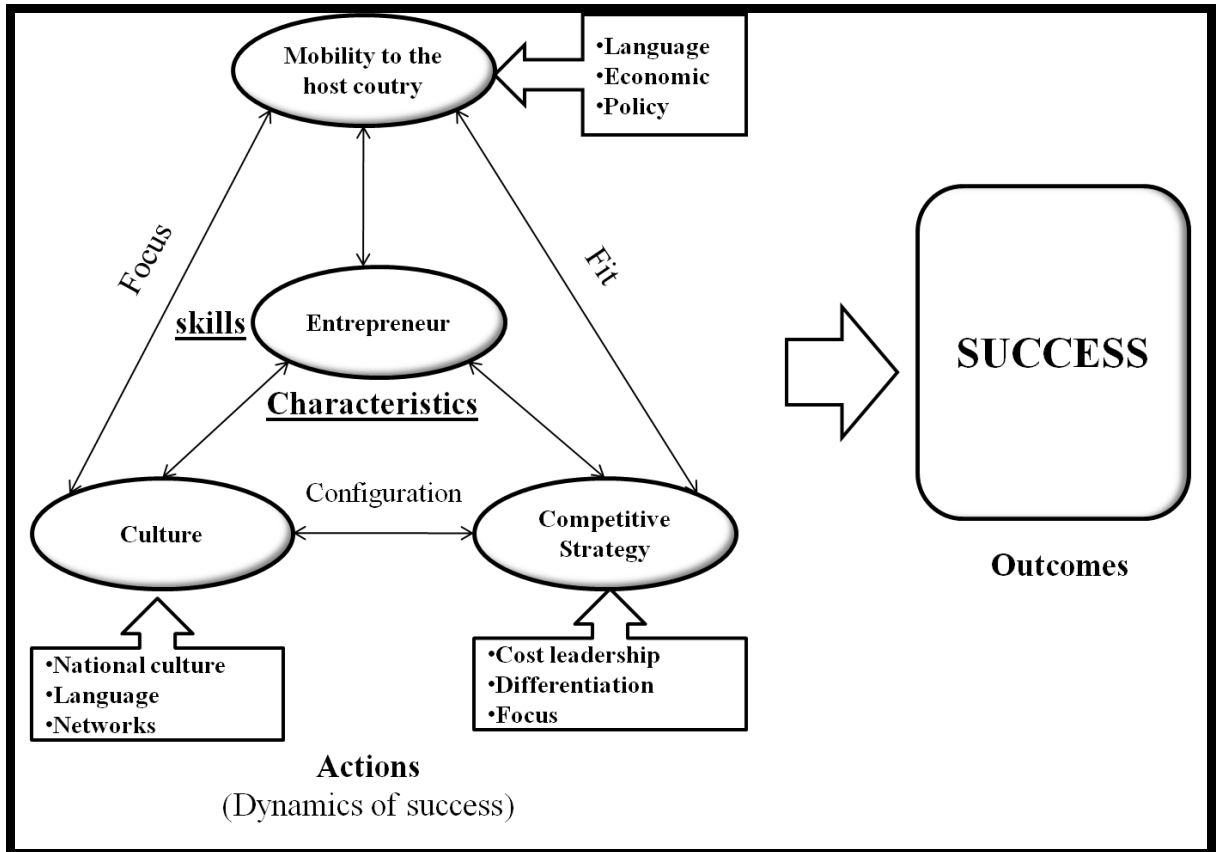 Mobility to the
host coutry
•Language
•Economic
•Policy
Focus
Fit
skills
Entrepreneur
Characteristics
SUCCESS
Configuration
Culture
Competitive
Strategy
Outcomes
•National culture
•Language
•Networks
•Cost leadership
•Differentiation
•Focus
Actions
(Dynamics of success)